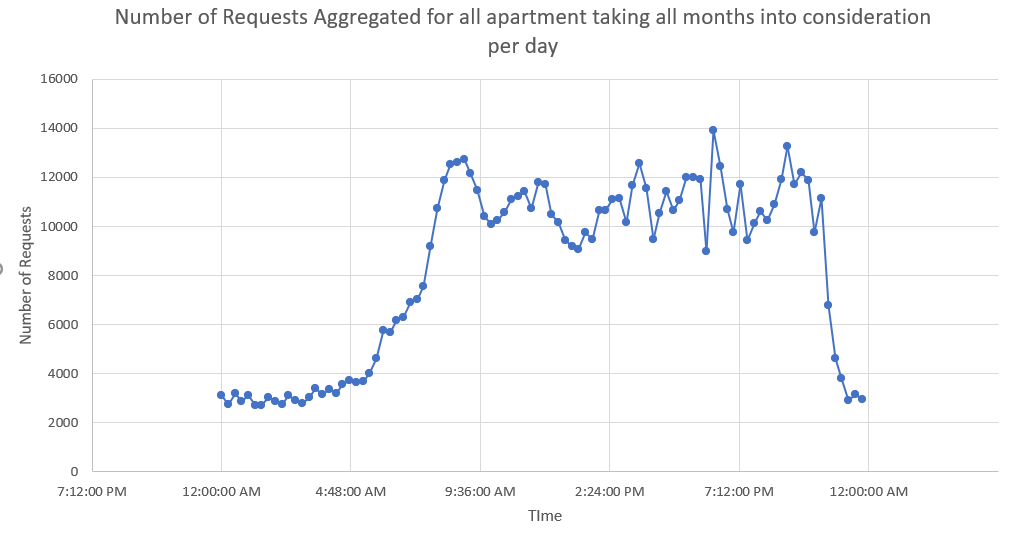 Number of Requests Aggregated for all apartment taking all months into consideration
per day
16000
14000
12000
10000
8000
6000
4000
2000
0
Number of Requests
7:12:00 PM
12:00:00 AM
4:48:00 AM
9:36:00 AM
2:24:00 PM
7:12:00 PM
12:00:00 AM
TIme